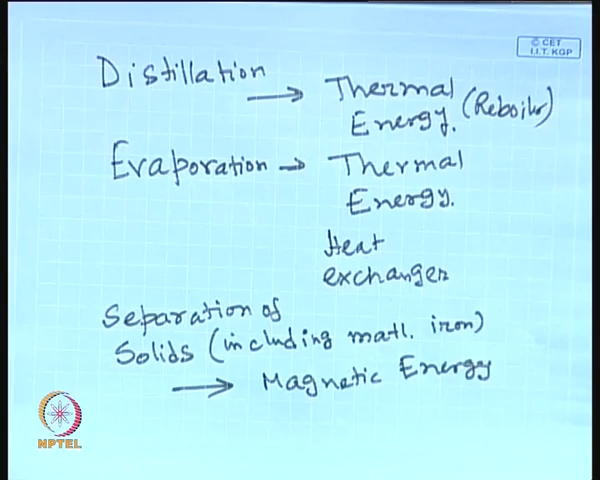 © CET
I.I.T. KGP
Distillation
→ Thermal
Energy. (Reboiler)
Evaporation → Thermal
Energy.
Heat
exchanger
Separation of
Solids (including matl. iron)
→ Magnetic Energy
NPTEL